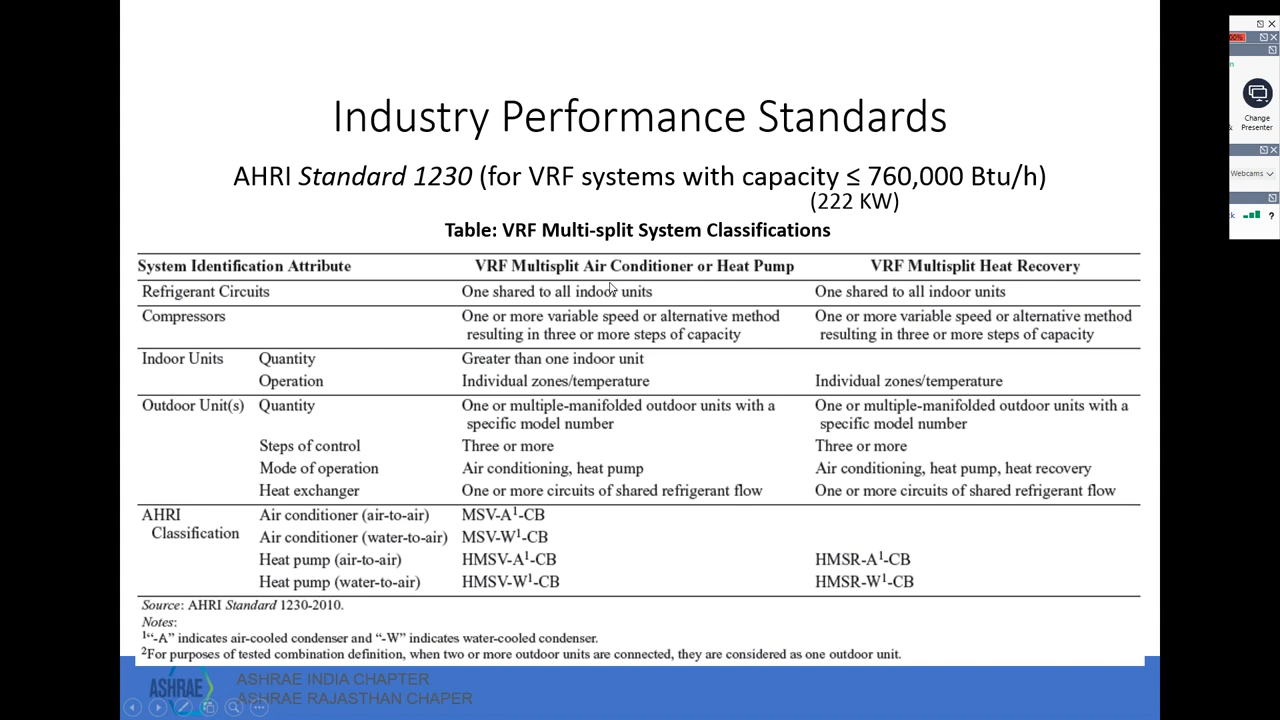 Industry Performance Standards
AHRI Standard 1230 (for VRF systems with capacity ≤ 760,000 Btu/h)
(222 KW)
Table: VRF Multi-split System Classifications
System Identification Attribute VRF Multisplit Air Conditioner or Heat Pump VRF Multisplit Heat Recovery
Refrigerant Circuits One shared to all indoor units One shared to all indoor units
Compressors One or more variable speed or alternative method One or more variable speed or alternative method
resulting in three or more steps of capacity resulting in three or more steps of capacity
Indoor Units Quantity Greater than one indoor unit
Operation Individual zones/temperature Individual zones/temperature
Outdoor Unit(s) Quantity One or multiple-manifolded outdoor units with a One or multiple-manifolded outdoor units with a
specific model number specific model number
Steps of control Three or more Three or more
Mode of operation Air conditioning, heat pump Air conditioning, heat pump, heat recovery
Heat exchanger One or more circuits of shared refrigerant flow One or more circuits of shared refrigerant flow
AHRI Air conditioner (air-to-air) MSV-A¹-CB
Classification Air conditioner (water-to-air) MSV-W¹-CB
Heat pump (air-to-air) HMSV-A¹-CB HMSR-A¹-CB
Heat pump (water-to-air) HMSV-W¹-CB HMSR-W¹-CB
Source: AHRI Standard 1230-2010.
Notes:
¹"-A" indicates air-cooled condenser and "-W" indicates water-cooled condenser.
²For purposes of tested combination definition, when two or more outdoor units are connected, they are considered as one outdoor unit.
ASHRAE
ASHRAE INDIA CHAPTER
ASHRAE RAJASTHAN CHAPER
Change
Presenter
Webcams
?